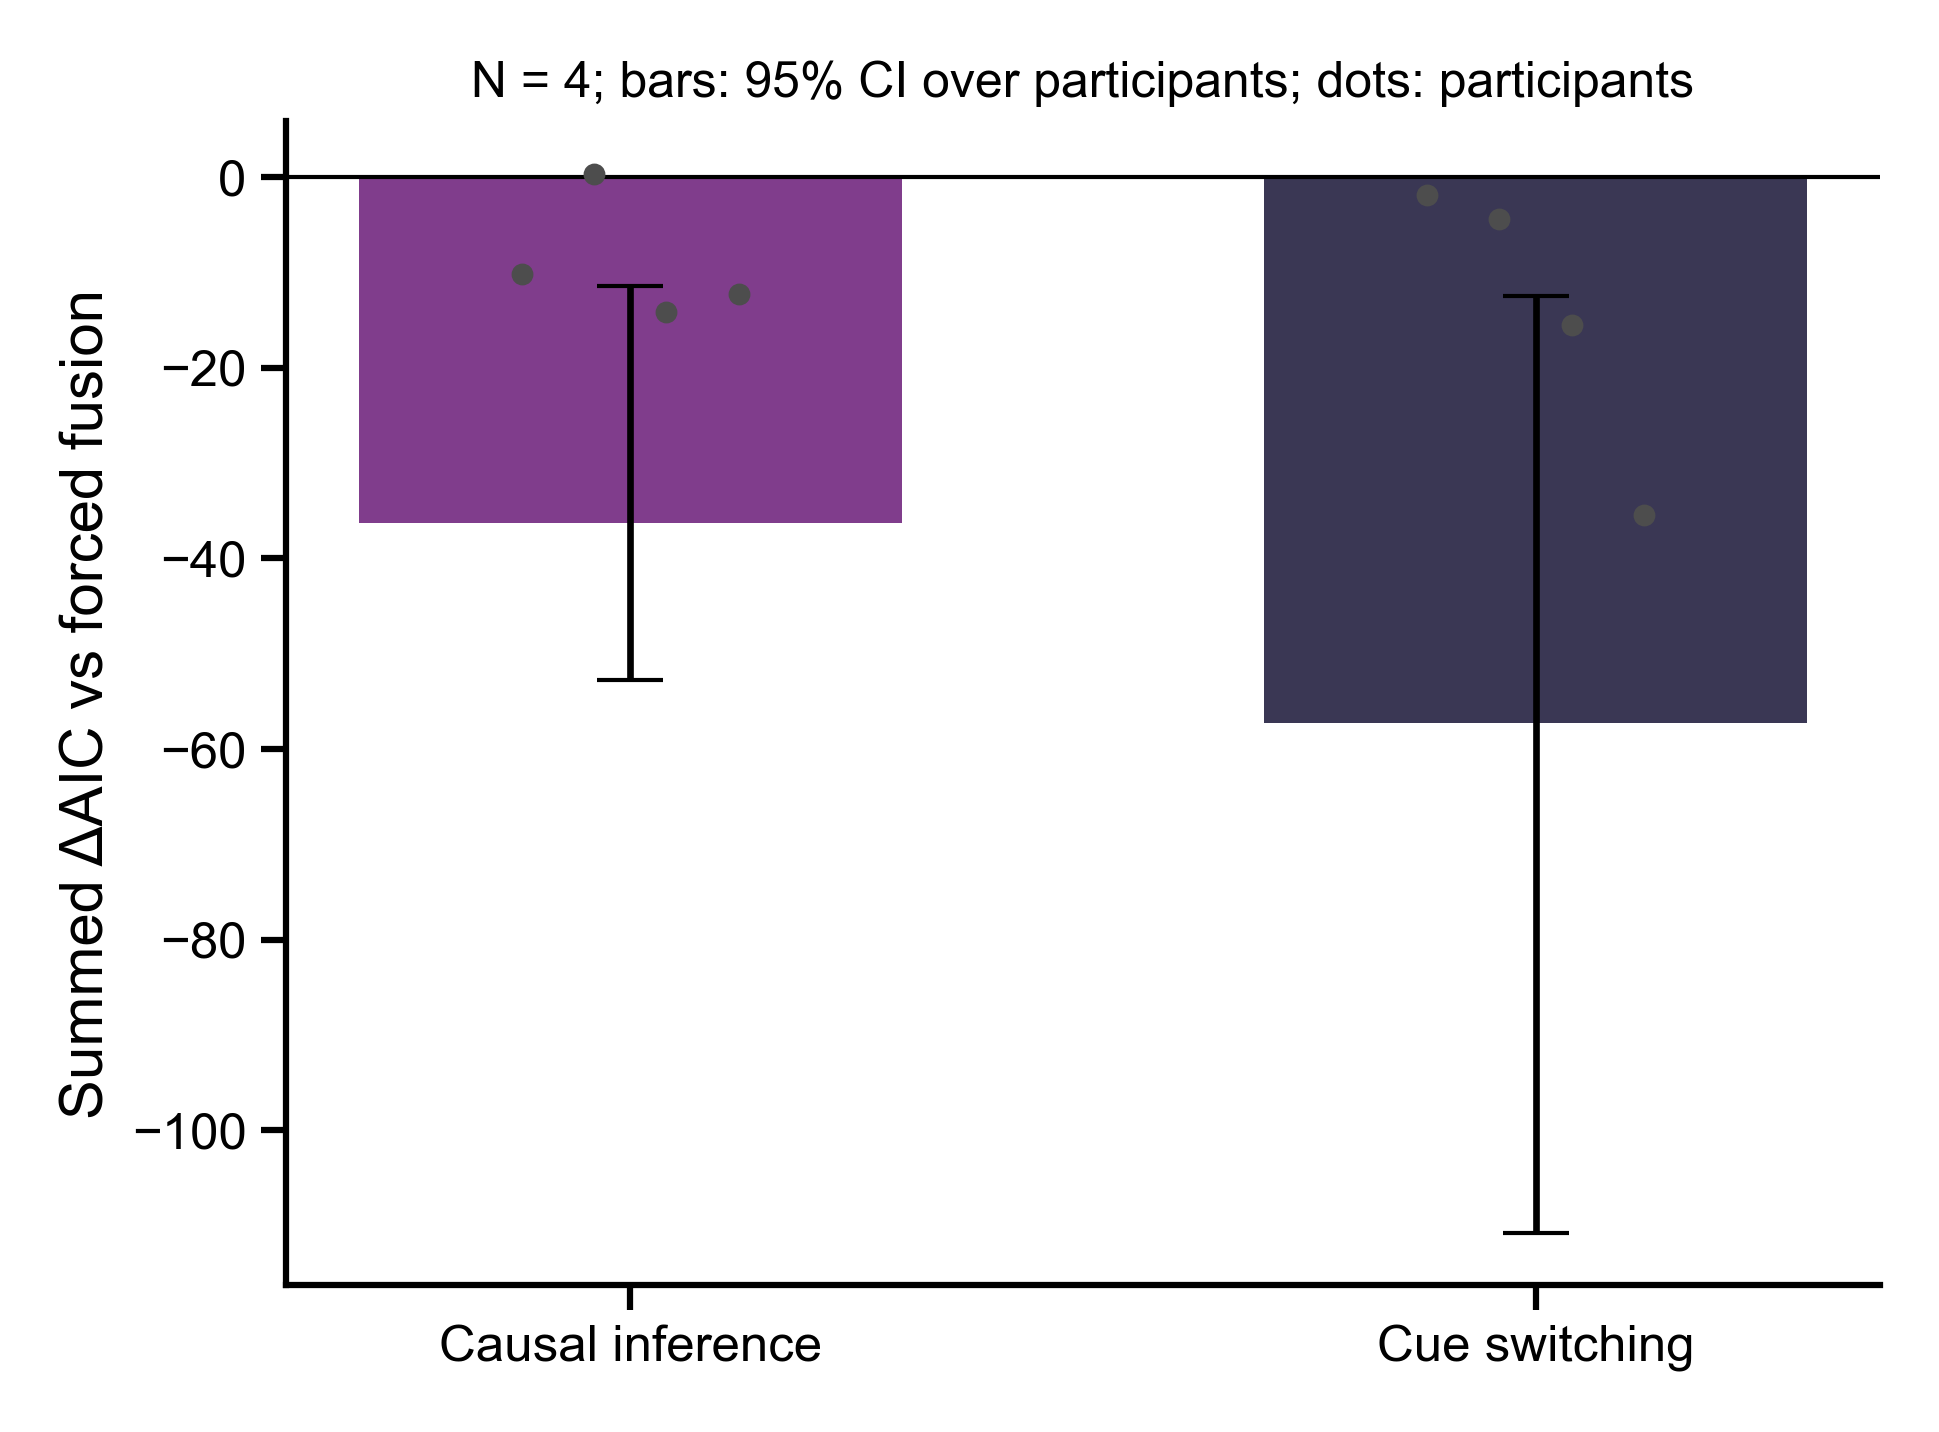 N = 4; bars: 95% CI over participants; dots: participants
Summed ΔAIC vs forced fusion
0
−20
−40
−60
−80
−100
Causal inference
Cue switching